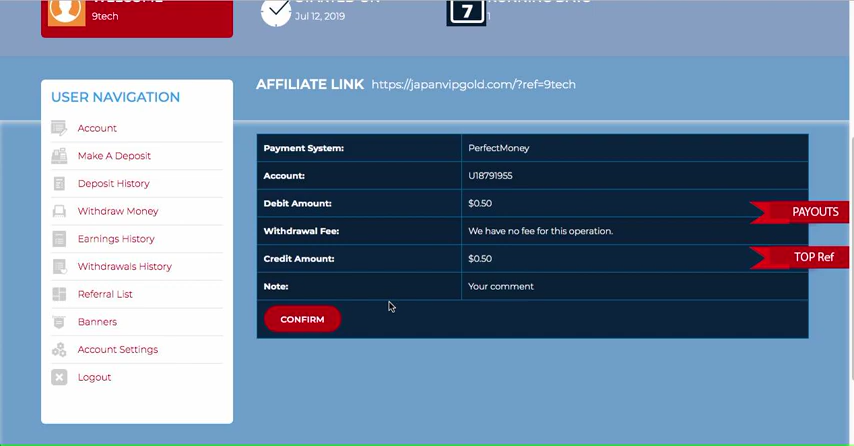 9tech
Jul 12, 2019
7
1
USER NAVIGATION
Account
Make A Deposit
Deposit History
Withdraw Money
Earnings History
Withdrawals History
Referral List
Banners
Account Settings
Logout
AFFILIATE LINK https://japanvipgold.com/?ref=9tech
Payment System: PerfectMoney
Account: U18791955
Debit Amount: $0.50
Withdrawal Fee: We have no fee for this operation.
Credit Amount: $0.50
Note: Your comment
CONFIRM
PAYOUTS
TOP Ref